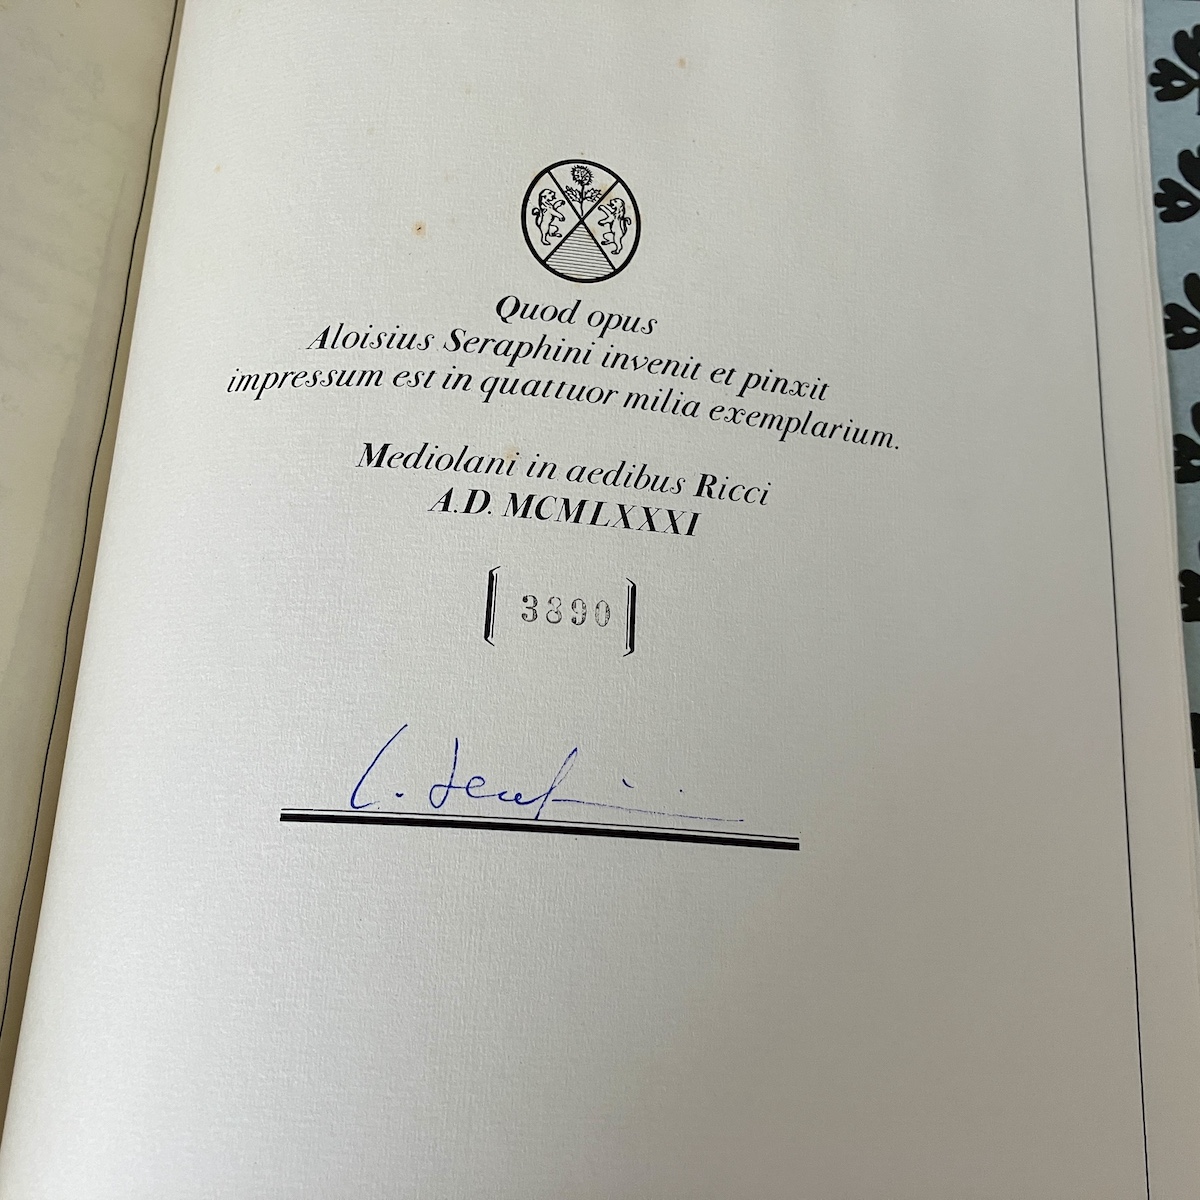 Quod opus
Aloisius Seraphini invenit et pinxit
impressum est in quattuor milia exemplarium.
Mediolani in aedibus Ricci
A.D. MCMLXXXI
[3890]
L. Serafini